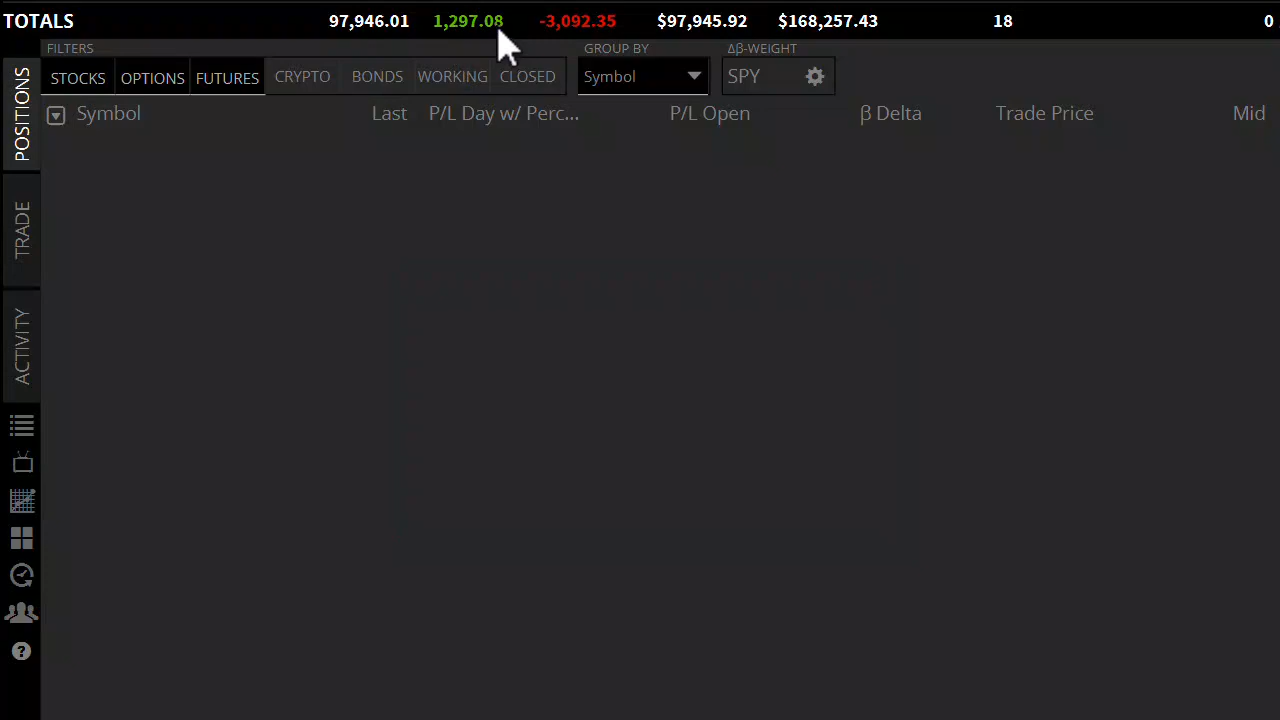 TOTALS 97,946.01 1,297.08 -3,092.35 $97,945.92 $168,257.43 18 0
FILTERS GROUP BY Δβ-WEIGHT
STOCKS OPTIONS FUTURES CRYPTO BONDS WORKING CLOSED Symbol SPY
Symbol Last P/L Day w/ Perc... P/L Open β Delta Trade Price Mid
POSITIONS
TRADE
ACTIVITY
?